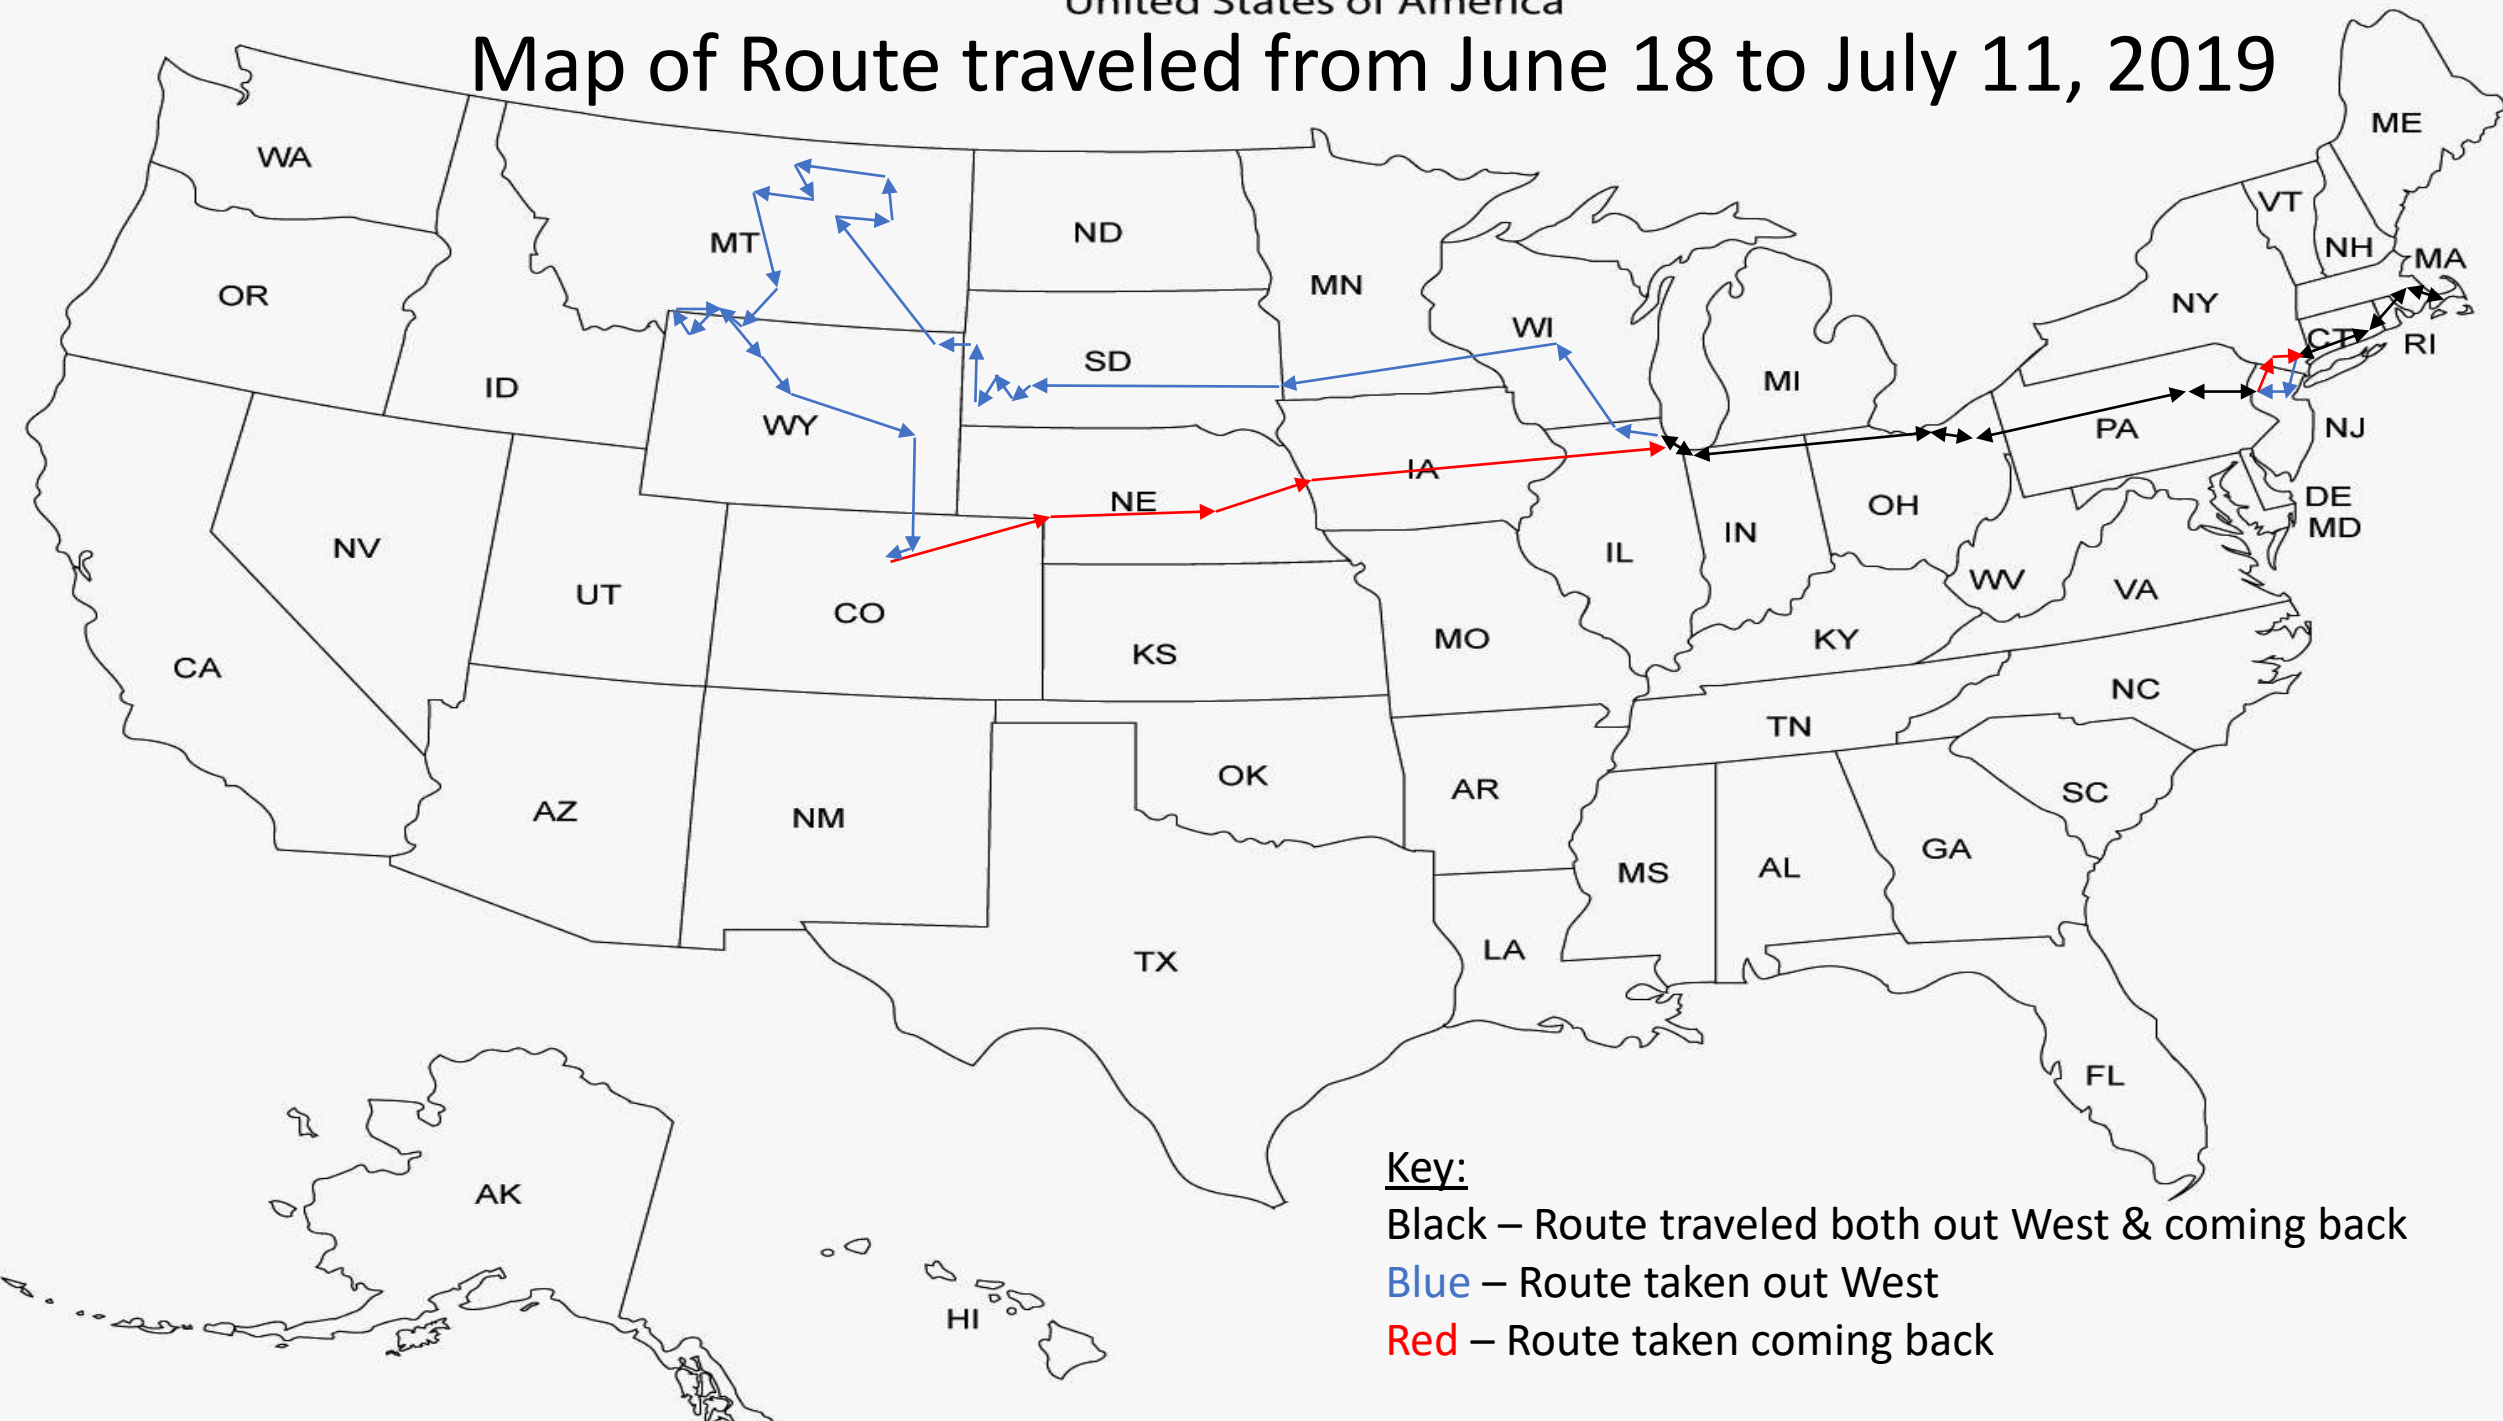 United States of America
Map of Route traveled from June 18 to July 11, 2019
ME
WA
VT
ND
MT
NH
MA
OR
MN
NY
WI
CT
RI
SD
ID
MI
WY
PA
NJ
IA
NE
DE
OH
MD
NV
IN
IL
UT
WV
VA
CO
KS
MO
KY
CA
NC
TN
OK
AR
SC
AZ
NM
GA
MS
AL
LA
TX
FL
AK
HI
Key:
Black – Route traveled both out West & coming back
Blue – Route taken out West
Red – Route taken coming back